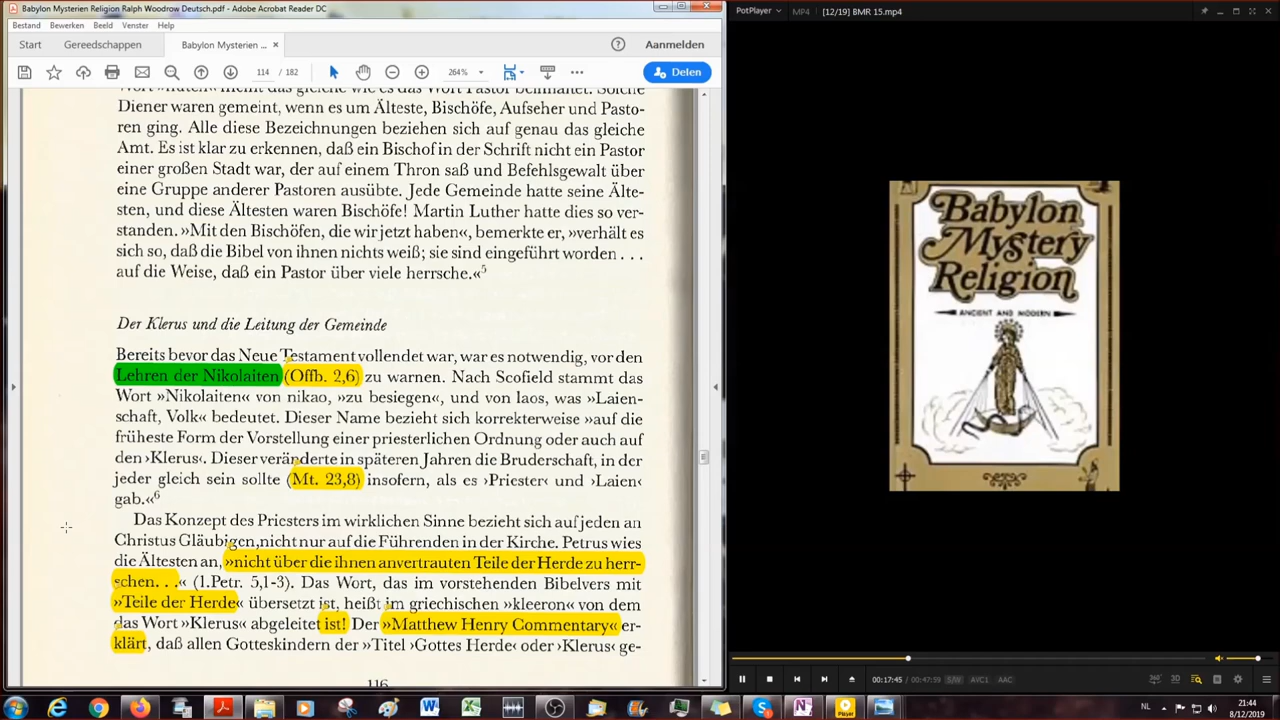 Babylon Mysterien Religion Ralph Woodrow Deutsch.pdf - Adobe Acrobat Reader DC
Bestand Bewerken Beeld Venster Help
Start Gereedschappen Babylon Mysterien ... × Aanmelden
114 / 182 264% Delen
Diener waren gemeint, wenn es um Älteste, Bischöfe, Aufseher und Pasto-
ren ging. Alle diese Bezeichnungen beziehen sich auf genau das gleiche
Amt. Es ist klar zu erkennen, daß ein Bischof in der Schrift nicht ein Pastor
einer großen Stadt war, der auf einem Thron saß und Befehlsgewalt über
eine Gruppe anderer Pastoren ausübte. Jede Gemeinde hatte seine Älte-
sten, und diese Ältesten waren Bischöfe! Martin Luther hatte dies so ver-
standen. »Mit den Bischöfen, die wir jetzt haben«, bemerkte er, »verhält es
sich so, daß die Bibel von ihnen nichts weiß; sie sind eingeführt worden . . .
auf die Weise, daß ein Pastor über viele herrsche.«5
Der Klerus und die Leitung der Gemeinde
Bereits bevor das Neue Testament vollendet war, war es notwendig, vor den
Lehren der Nikolaiten (Offb. 2,6) zu warnen. Nach Scofield stammt das
Wort »Nikolaiten« von nikao, »zu besiegen«, und von laos, was »Laien-
schaft, Volk« bedeutet. Dieser Name bezieht sich korrekterweise »auf die
früheste Form der Vorstellung einer priesterlichen Ordnung oder auch auf
den ›Klerus‹. Dieser veränderte in späteren Jahren die Bruderschaft, in der
jeder gleich sein sollte (Mt. 23,8) insofern, als es ›Priester‹ und ›Laien‹
gab.«6
Das Konzept des Priesters im wirklichen Sinne bezieht sich auf jeden an
Christus Gläubigen,nicht nur auf die Führenden in der Kirche. Petrus wies
die Ältesten an, »nicht über die ihnen anvertrauten Teile der Herde zu herr-
schen. . .« (1.Petr. 5,1-3). Das Wort, das im vorstehenden Bibelvers mit
»Teile der Herde« übersetzt ist, heißt im griechischen »kleeron« von dem
das Wort »Klerus« abgeleitet ist! Der »Matthew Henry Commentary« er-
klärt, daß allen Gotteskindern der »Titel ›Gottes Herde‹ oder ›Klerus‹ ge-
116
PotPlayer MP4 [12/19] BMR 15.mp4
Babylon
Mystery
Religion
ANCIENT AND MODERN
00:17:45 / 00:47:59 S/W AVC1 AAC
360° 3D
NL 21:44
8/12/2019